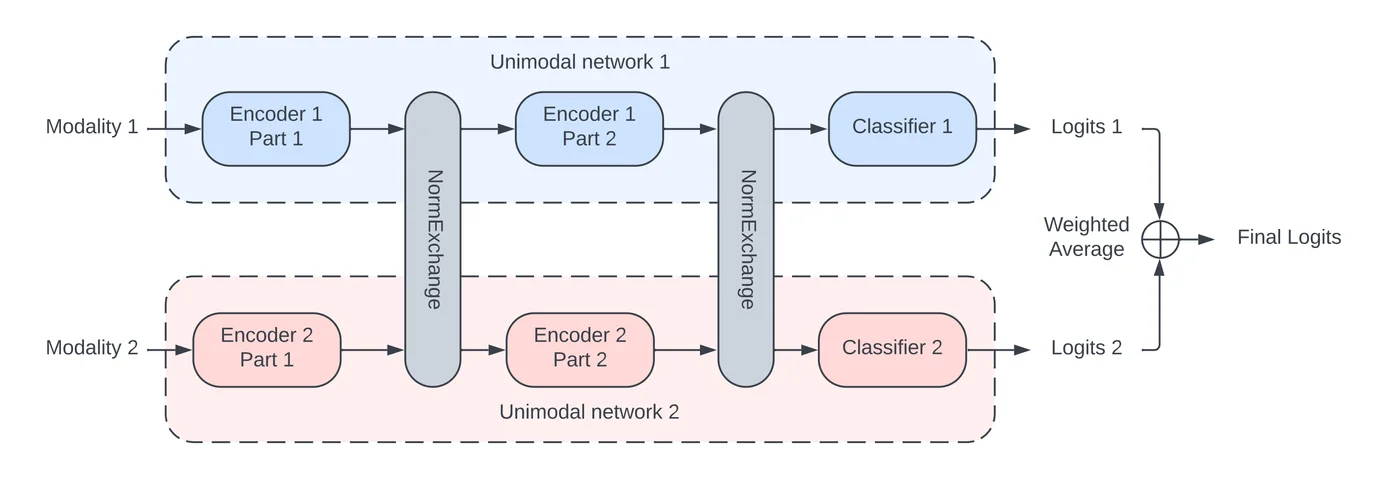 Unimodal network 1
Modality 1
Encoder 1
Part 1
NormExchange
Encoder 1
Part 2
NormExchange
Classifier 1
Logits 1
Weighted
Average
Final Logits
Modality 2
Encoder 2
Part 1
Encoder 2
Part 2
Classifier 2
Logits 2
Unimodal network 2